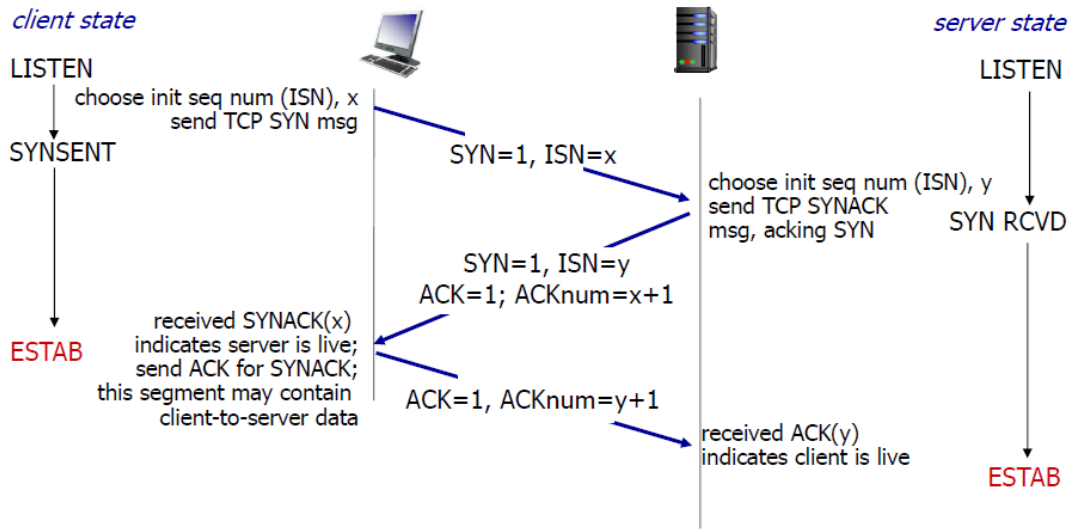 client state
server state
LISTEN
LISTEN
choose init seq num (ISN), x
send TCP SYN msg
SYNSENT
SYN=1, ISN=x
choose init seq num (ISN), y
send TCP SYNACK
msg, acking SYN
SYN RCVD
SYN=1, ISN=y
ACK=1; ACKnum=x+1
received SYNACK(x)
indicates server is live;
send ACK for SYNACK;
this segment may contain
client-to-server data
ESTAB
ACK=1, ACKnum=y+1
received ACK(y)
indicates client is live
ESTAB